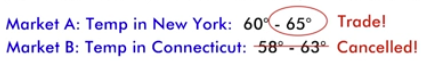 Market A: Temp in New York: 60° - 65° Trade!
Market B: Temp in Connecticut: 58° - 63° Cancelled!